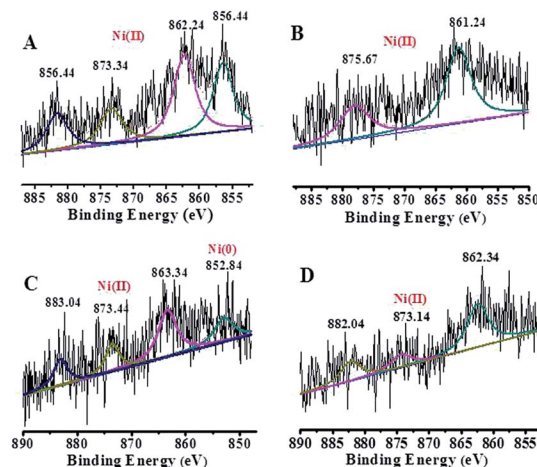 A
Ni(II)
856.44
873.34
862.24
856.44
885 880 875 870 865 860 855
Binding Energy (eV)
B
Ni(II)
875.67
861.24
885 880 875 870 865 860 855 850
Binding Energy (eV)
C
Ni(II)
Ni(0)
883.04
873.44
863.34
852.84
890 880 870 860 850
Binding Energy (eV)
D
Ni(II)
882.04
873.14
862.34
890 885 880 875 870 865 860 855
Binding Energy (eV)